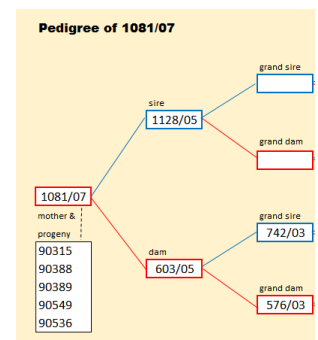 Pedigree of 1081/07
grand sire
sire
1128/05
grand dam
1081/07
mother &
progeny
grand sire
742/03
90315
90388
90389
90549
90536
dam
603/05
grand dam
576/03